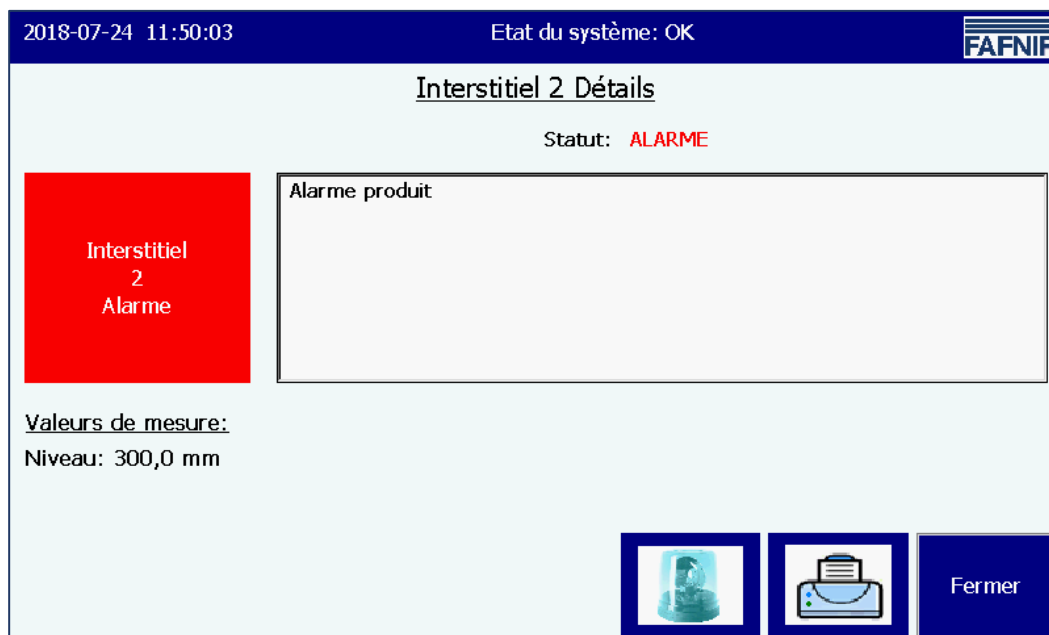 2018-07-24 11:50:03
Etat du système: OK
FAFNIR
Interstitiel 2 Détails
Statut: ALARME
Interstitiel
2
Alarme
Alarme produit
Valeurs de mesure:
Niveau: 300,0 mm
Fermer